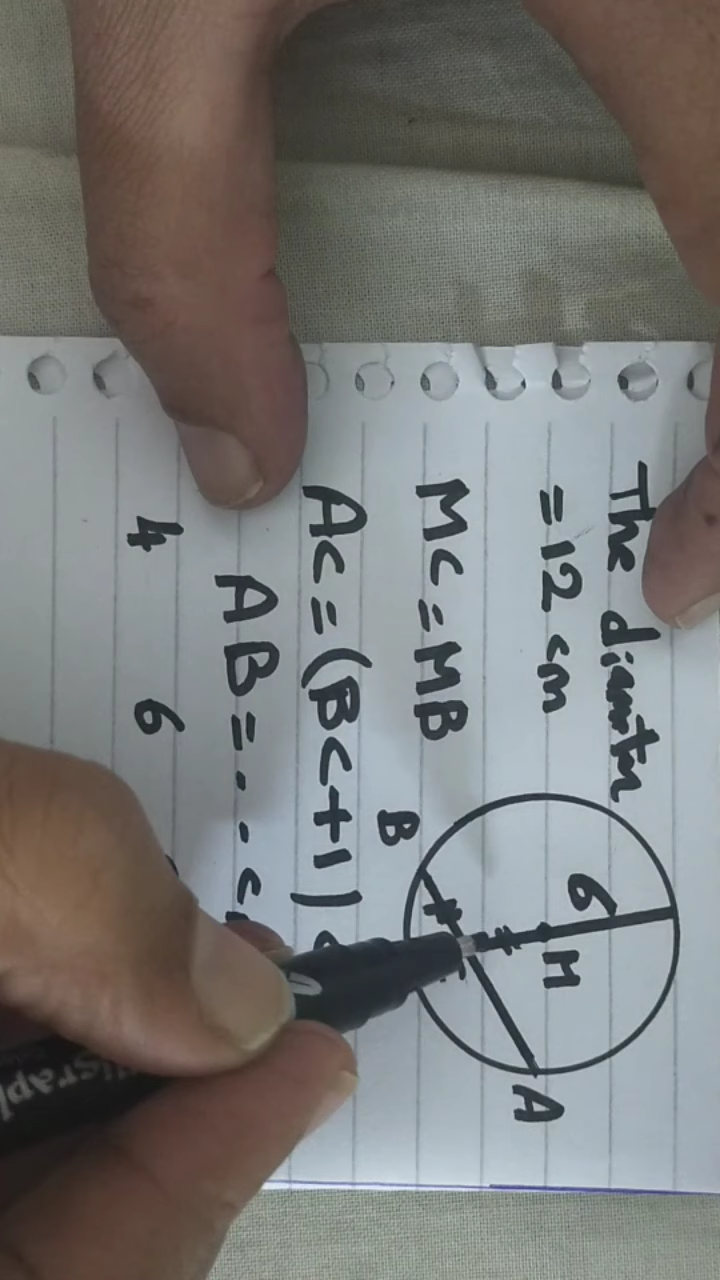 The diameter
= 12 cm
MC = MB
AC = (BC+1)
AB = ...
4 6
6
M
B
A